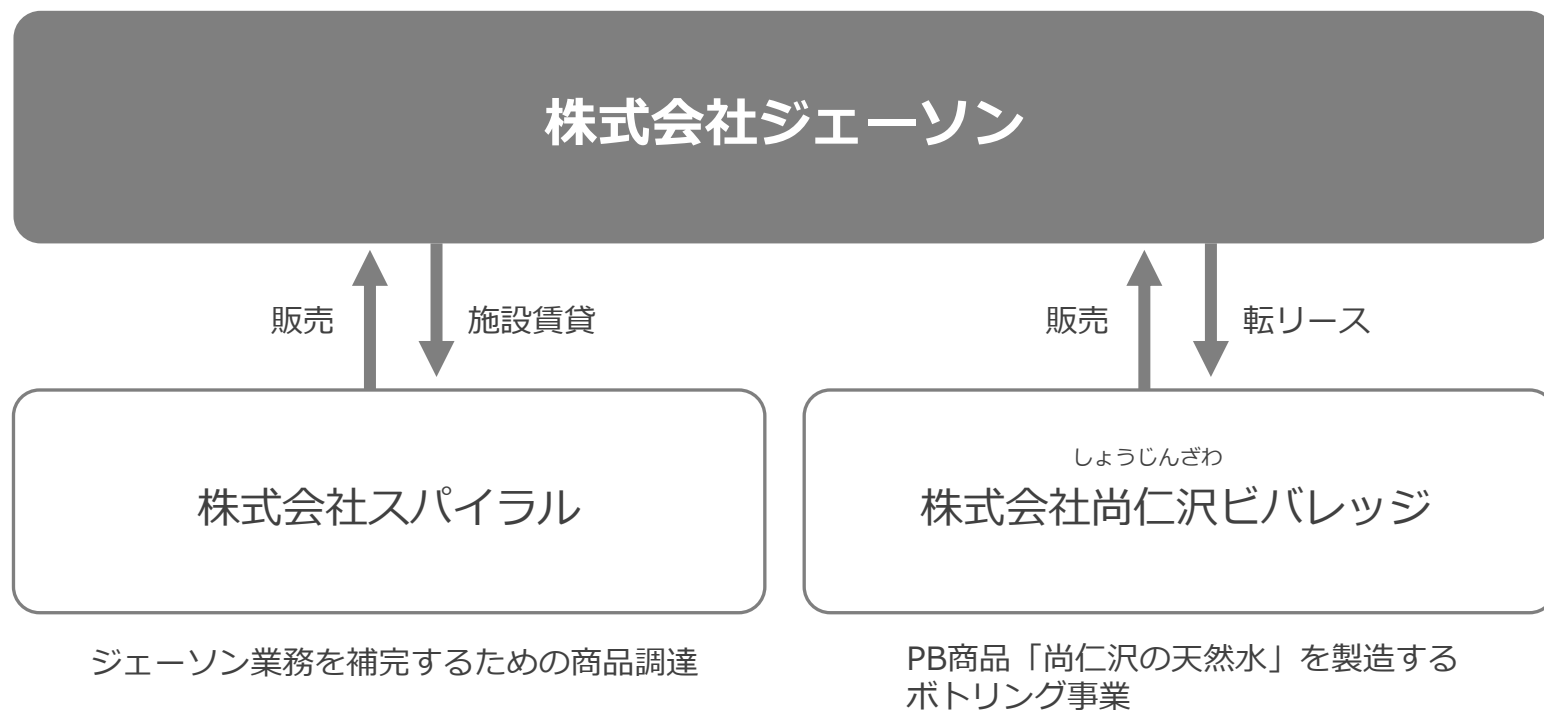 株式会社ジェーソン
販売
施設賃貸
販売
転リース
株式会社スパイラル
しょうじんざわ
株式会社尚仁沢ビバレッジ
ジェーソン業務を補完するための商品調達
PB商品「尚仁沢の天然水」を製造する
ボトリング事業